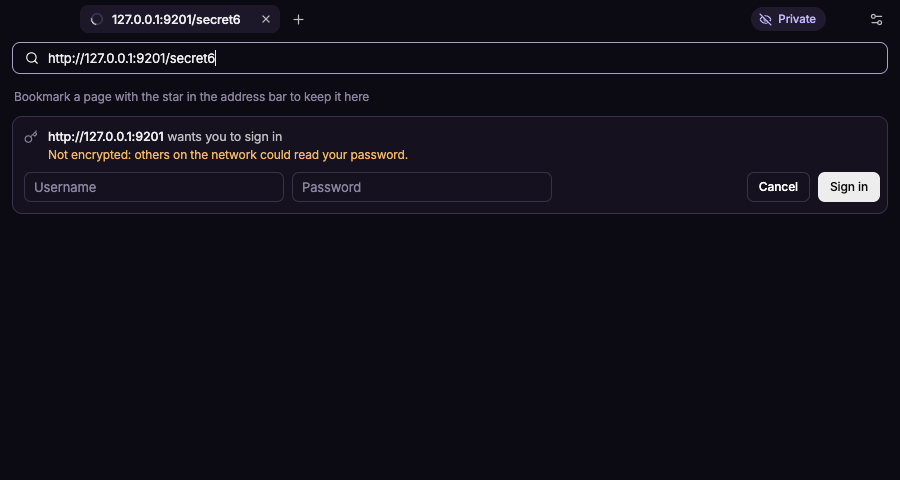 127.0.0.1:9201/secret6
Private
http://127.0.0.1:9201/secret6
Bookmark a page with the star in the address bar to keep it here
http://127.0.0.1:9201 wants you to sign in
Not encrypted: others on the network could read your password.
Username
Password
Cancel
Sign in